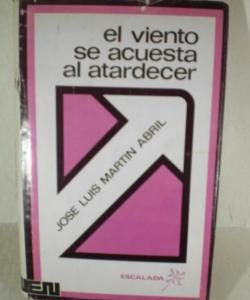 el viento
se acuesta
al atardecer
JOSE LUIS MARTIN ABRIL
ESCALADA